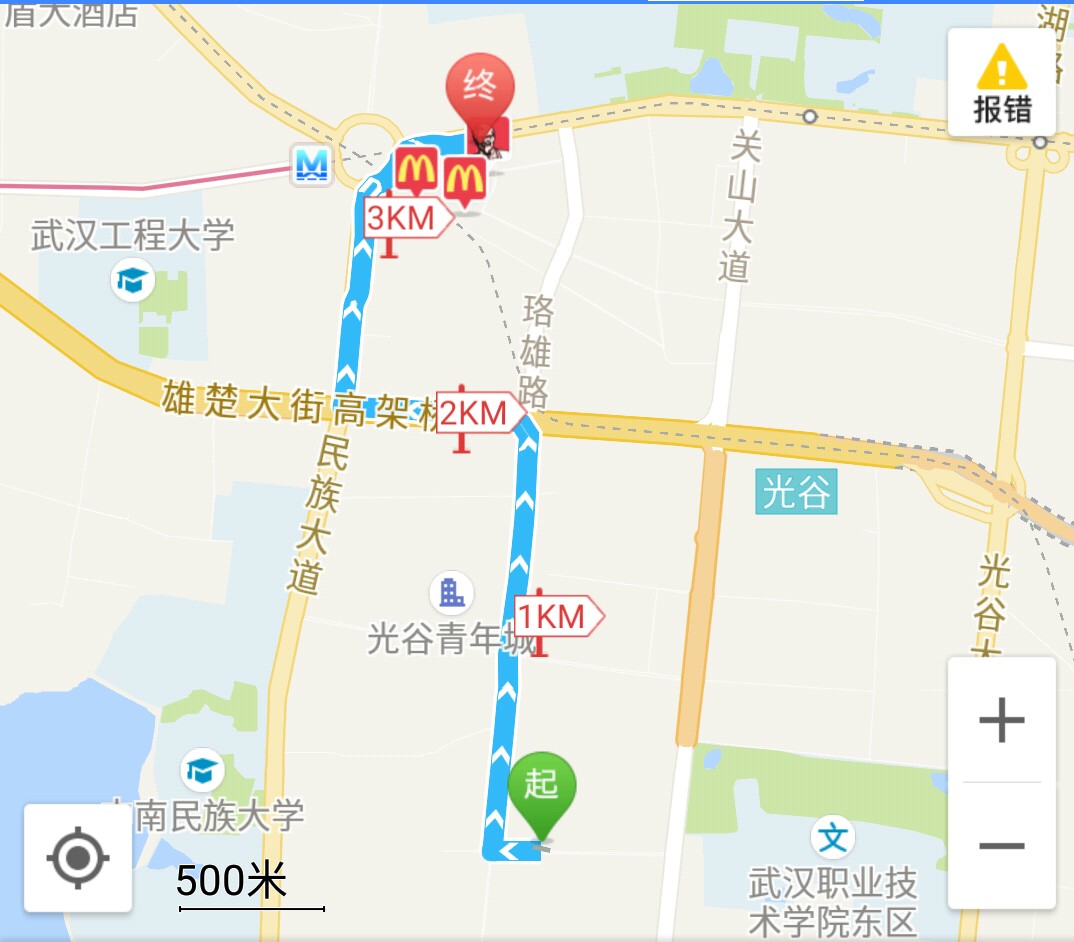 盾大酒店
终
报错
3KM
武汉工程大学
关山大道
珞雄路
雄楚大街高架桥
2KM
民族大道
光谷
光谷大
1KM
光谷青年城
起
南民族大学
500米
武汉职业技
术学院东区
文